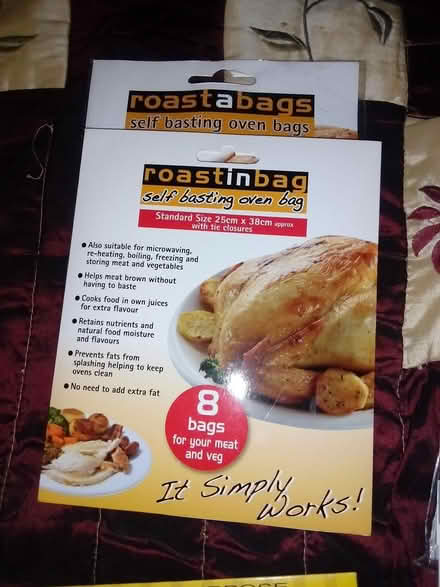 roastabags
self basting oven bags
roastinbag
self basting oven bag
Standard Size 25cm x 38cm approx
with tie closures
• Also suitable for microwaving,
re-heating, boiling, freezing and
storing meat and vegetables
• Helps meat brown without
having to baste
• Cooks food in own juices
for extra flavour
• Retains nutrients and
natural food moisture
and flavours
• Prevents fats from
splashing helping to keep
ovens clean
• No need to add extra fat
8
bags
for your meat
and veg
It Simply
Works!